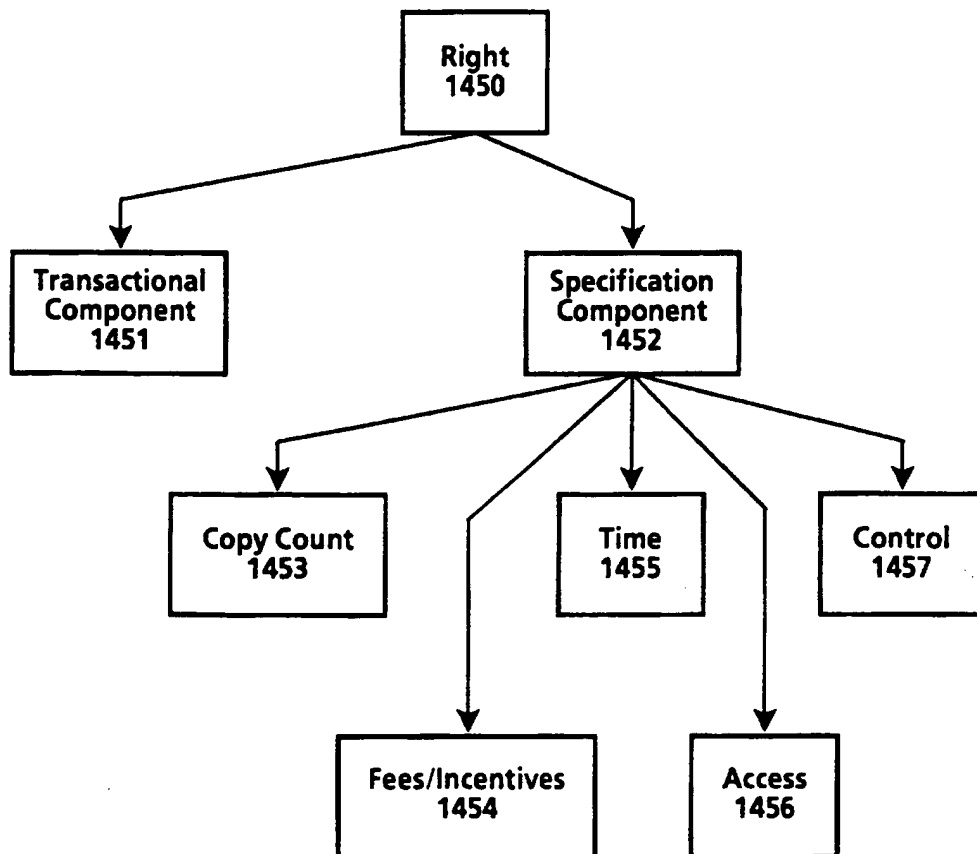 Right
1450
Transactional
Component
1451
Specification
Component
1452
Copy Count
1453
Time
1455
Control
1457
Fees/Incentives
1454
Access
1456